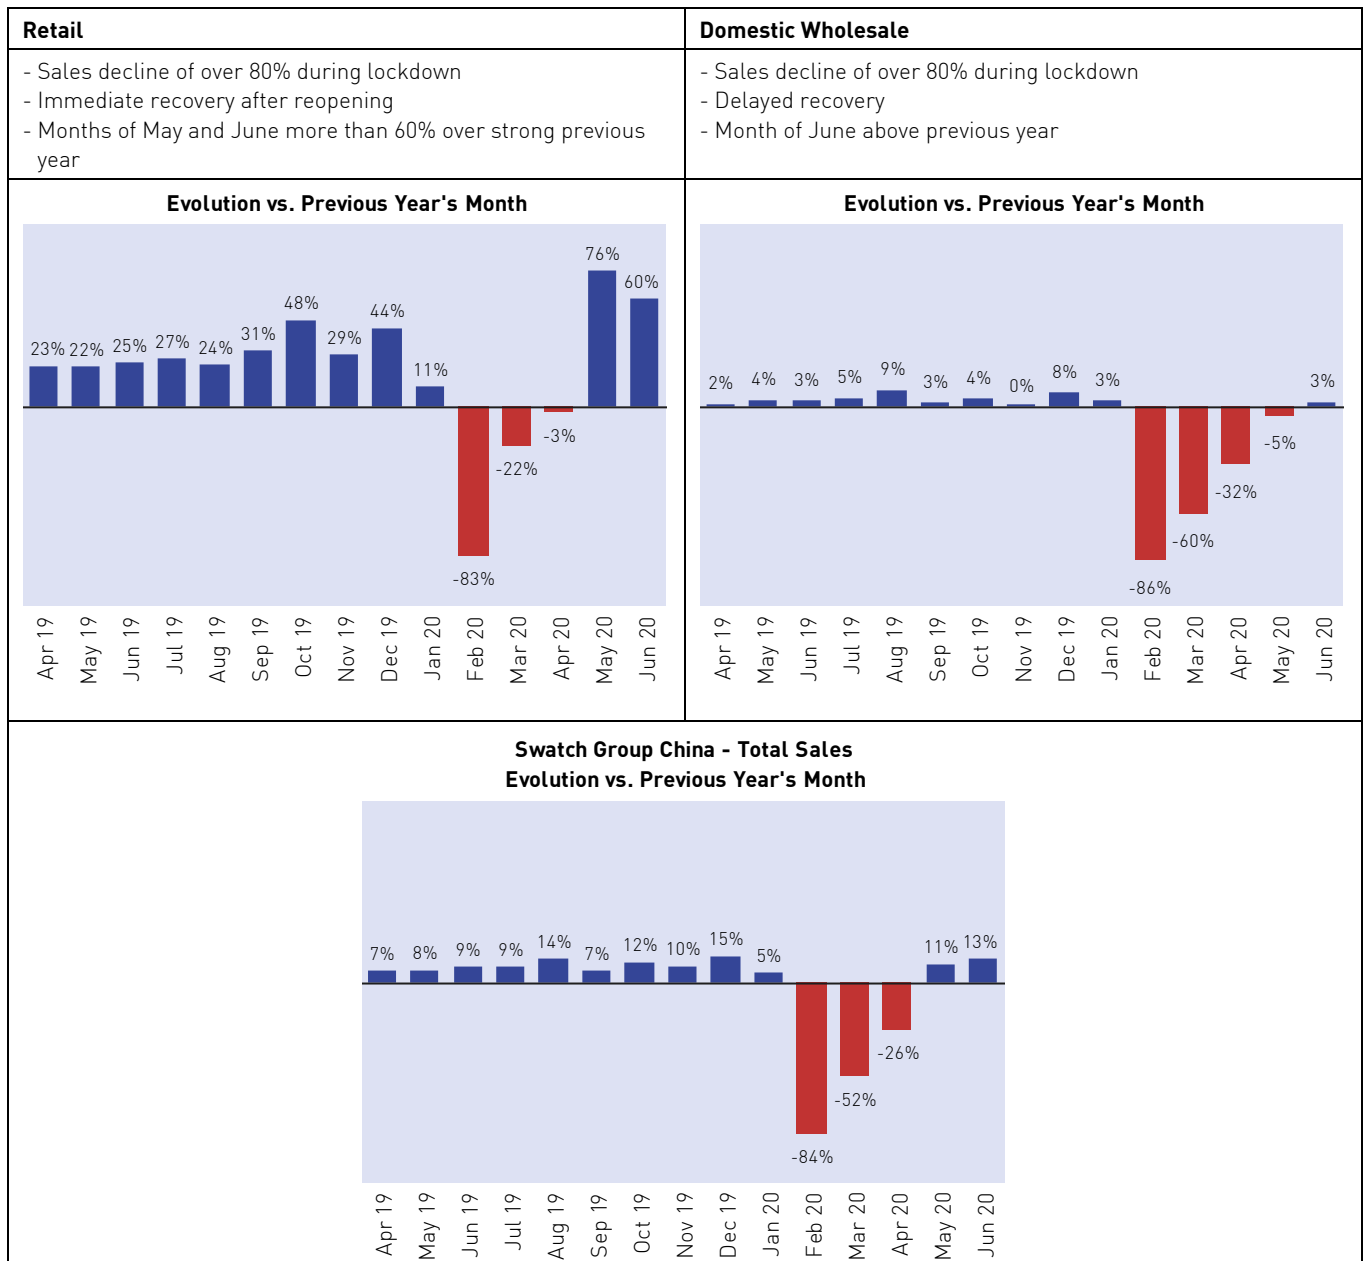 Retail
- Sales decline of over 80% during lockdown
- Immediate recovery after reopening
- Months of May and June more than 60% over strong previous
year
Domestic Wholesale
- Sales decline of over 80% during lockdown
- Delayed recovery
- Month of June above previous year
Evolution vs. Previous Year's Month
23% 22% 25% 27% 24% 31% 48% 29% 44% 11% -83% -22% -3% 76% 60%
Apr 19 May 19 Jun 19 Jul 19 Aug 19 Sep 19 Oct 19 Nov 19 Dec 19 Jan 20 Feb 20 Mar 20 Apr 20 May 20 Jun 20
Evolution vs. Previous Year's Month
2% 4% 3% 5% 9% 3% 4% 0% 8% 3% -86% -60% -32% -5% 3%
Apr 19 May 19 Jun 19 Jul 19 Aug 19 Sep 19 Oct 19 Nov 19 Dec 19 Jan 20 Feb 20 Mar 20 Apr 20 May 20 Jun 20
Swatch Group China - Total Sales
Evolution vs. Previous Year's Month
7% 8% 9% 9% 14% 7% 12% 10% 15% 5% -84% -52% -26% 11% 13%
Apr 19 May 19 Jun 19 Jul 19 Aug 19 Sep 19 Oct 19 Nov 19 Dec 19 Jan 20 Feb 20 Mar 20 Apr 20 May 20 Jun 20